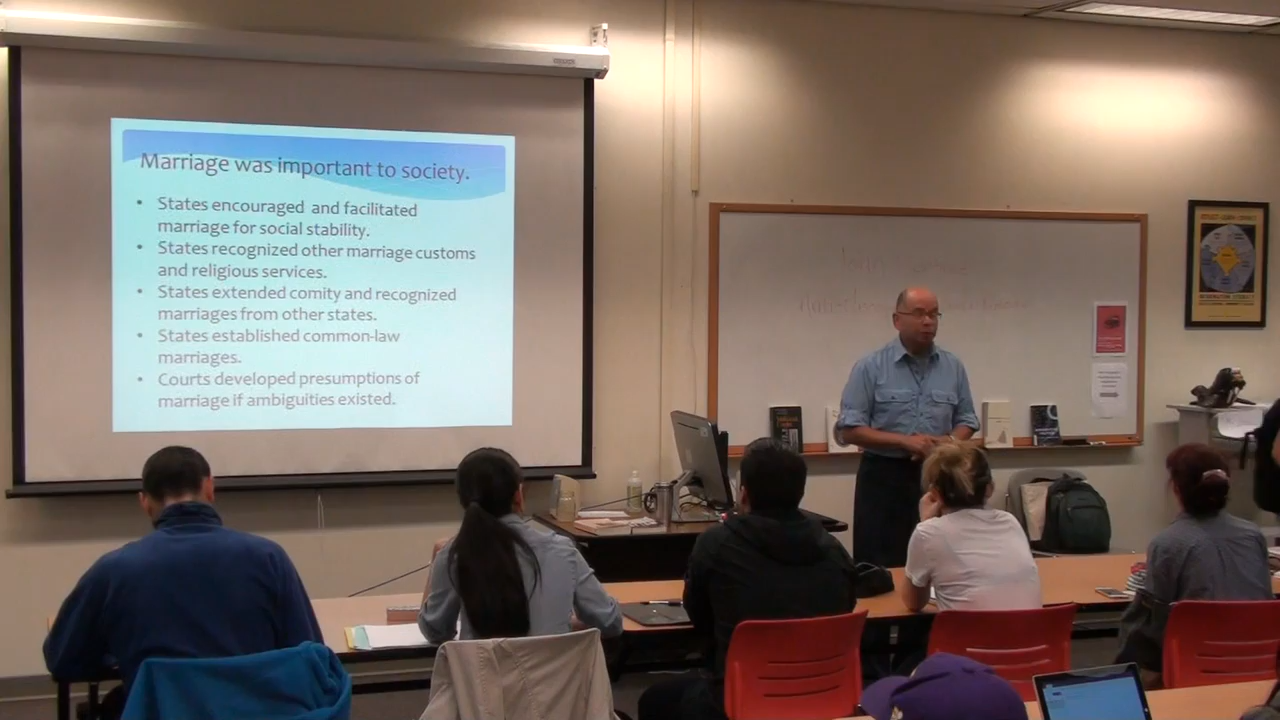 Marriage was important to society.
• States encouraged and facilitated
marriage for social stability.
• States recognized other marriage customs
and religious services.
• States extended comity and recognized
marriages from other states.
• States established common-law
marriages.
• Courts developed presumptions of
marriage if ambiguities existed.